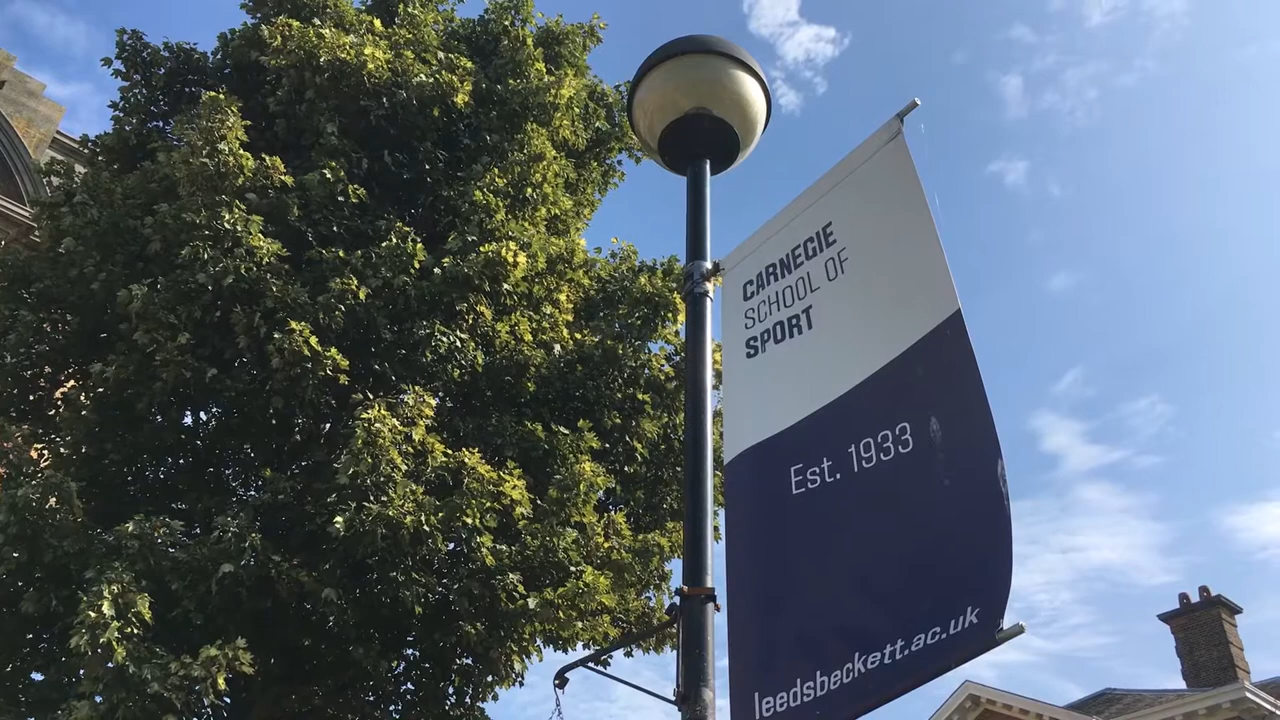 CARNEGIE
SCHOOL OF
SPORT
Est. 1933
leedsbeckett.ac.uk